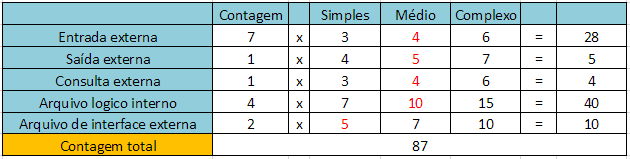 Contagem Simples Médio Complexo
Entrada externa 7 x 3 4 6 = 28
Saída externa 1 x 4 5 7 = 5
Consulta externa 1 x 3 4 6 = 4
Arquivo logico interno 4 x 7 10 15 = 40
Arquivo de interface externa 2 x 5 7 10 = 10
Contagem total 87